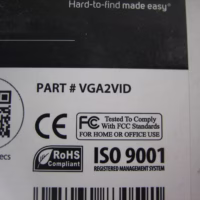 Hard-to-find made easy®
PART # VGA2VID
ecs
CE FC Tested To Comply
With FCC Standards
FOR HOME OR OFFICE USE
RoHS
Compliant
ISO 9001
REGISTERED MANAGEMENT SYSTEM